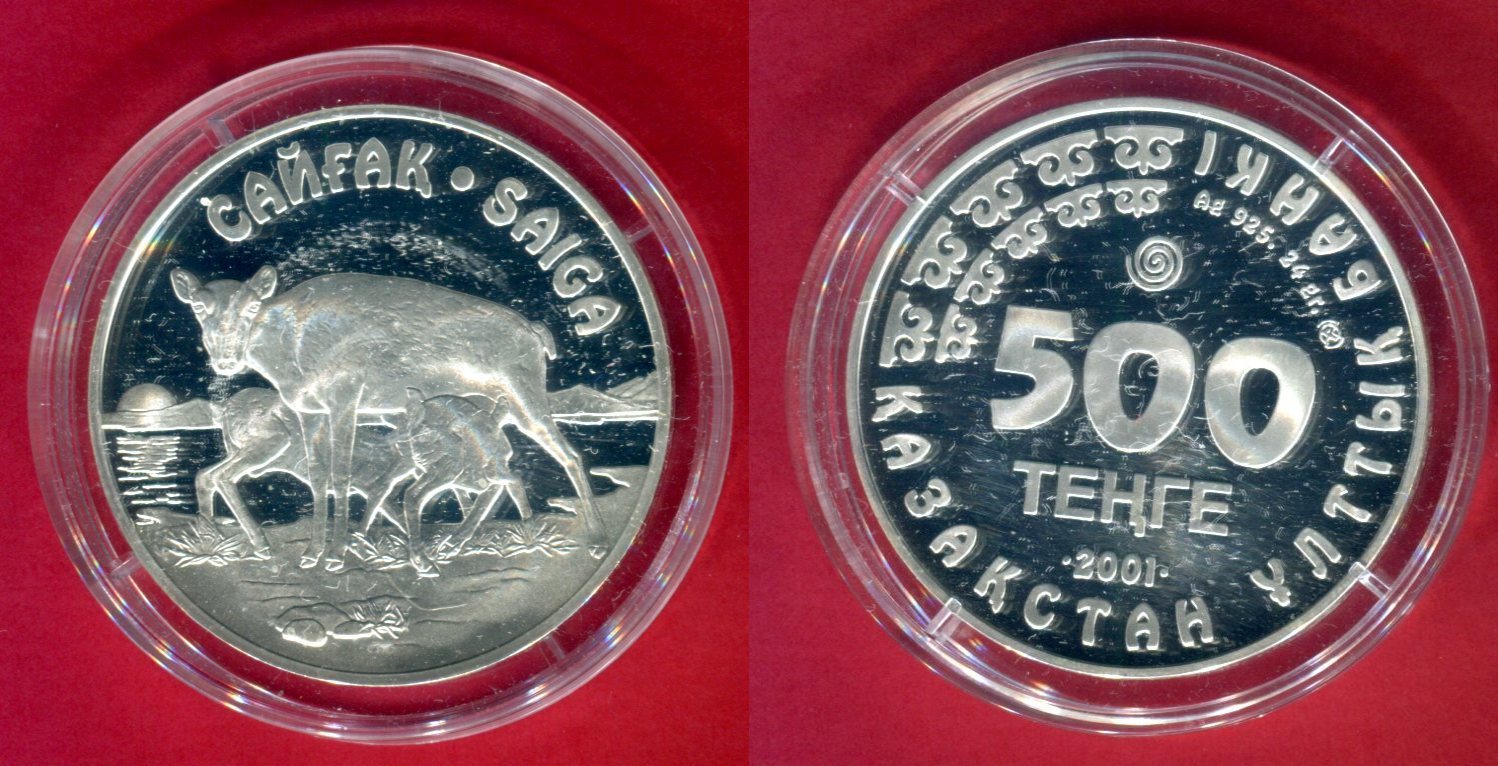 САЙҒАҚ • SAIGA
ҚАЗАҚСТАН ҰЛТТЫҚ БАНКІ
Ag 925, 24 gr.
500
ТЕҢГЕ
·2001·